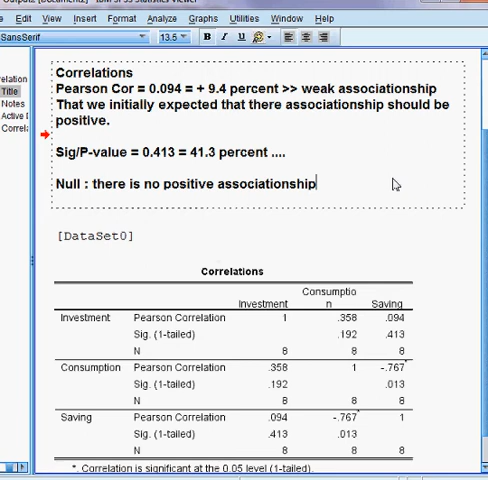 Edit View Insert Format Analyze Graphs Utilities Window Help
SansSerif 13.5 B I U
Correlations
Pearson Cor = 0.094 = + 9.4 percent >> weak associationship
That we initially expected that there associationship should be
positive.
Sig/P-value = 0.413 = 41.3 percent ....
Null : there is no positive associationship
Title
Notes
[DataSet0]
Correlations
Investment Consumptio
n Saving
Investment Pearson Correlation 1 .358 .094
Sig. (1-tailed) .192 .413
N 8 8 8
Consumption Pearson Correlation .358 1 -.767*
Sig. (1-tailed) .192 .013
N 8 8 8
Saving Pearson Correlation .094 -.767* 1
Sig. (1-tailed) .413 .013
N 8 8 8
*. Correlation is significant at the 0.05 level (1-tailed).